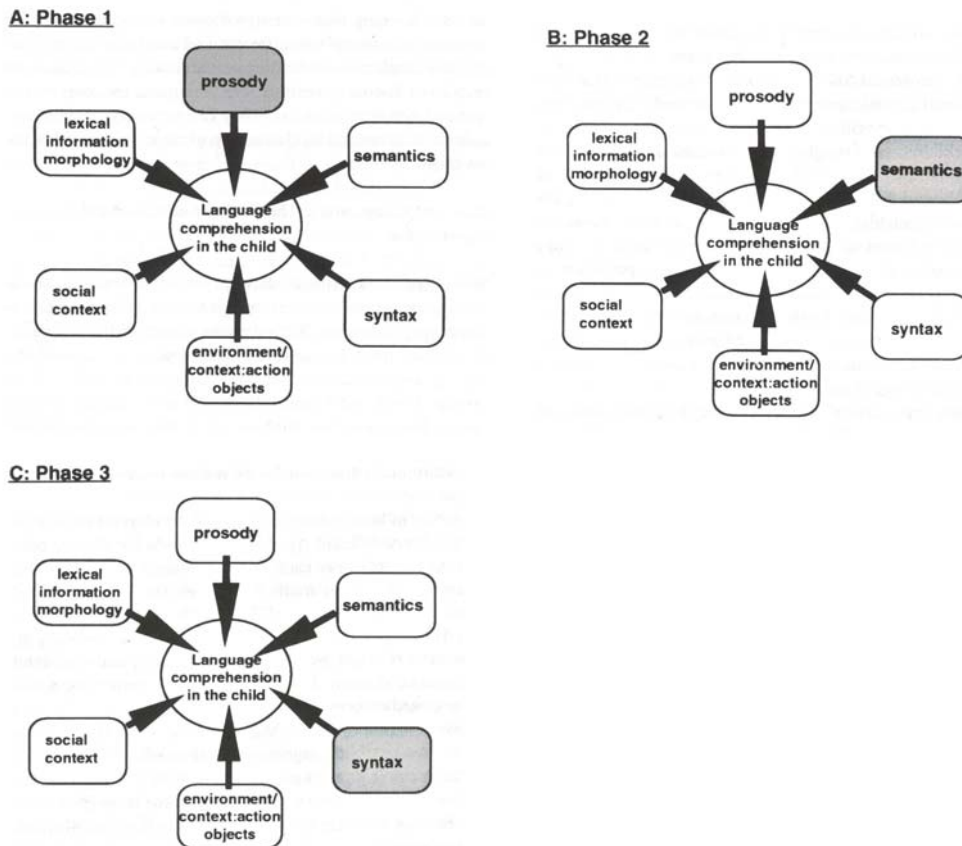 A: Phase 1
prosody
lexical
information
morphology
semantics
Language
comprehension
in the child
social
context
syntax
environment/
context:action
objects
B: Phase 2
prosody
lexical
information
morphology
semantics
Language
comprehension
in the child
social
context
syntax
environment/
context:action
objects
C: Phase 3
prosody
lexical
information
morphology
semantics
Language
comprehension
in the child
social
context
syntax
environment/
context:action
objects